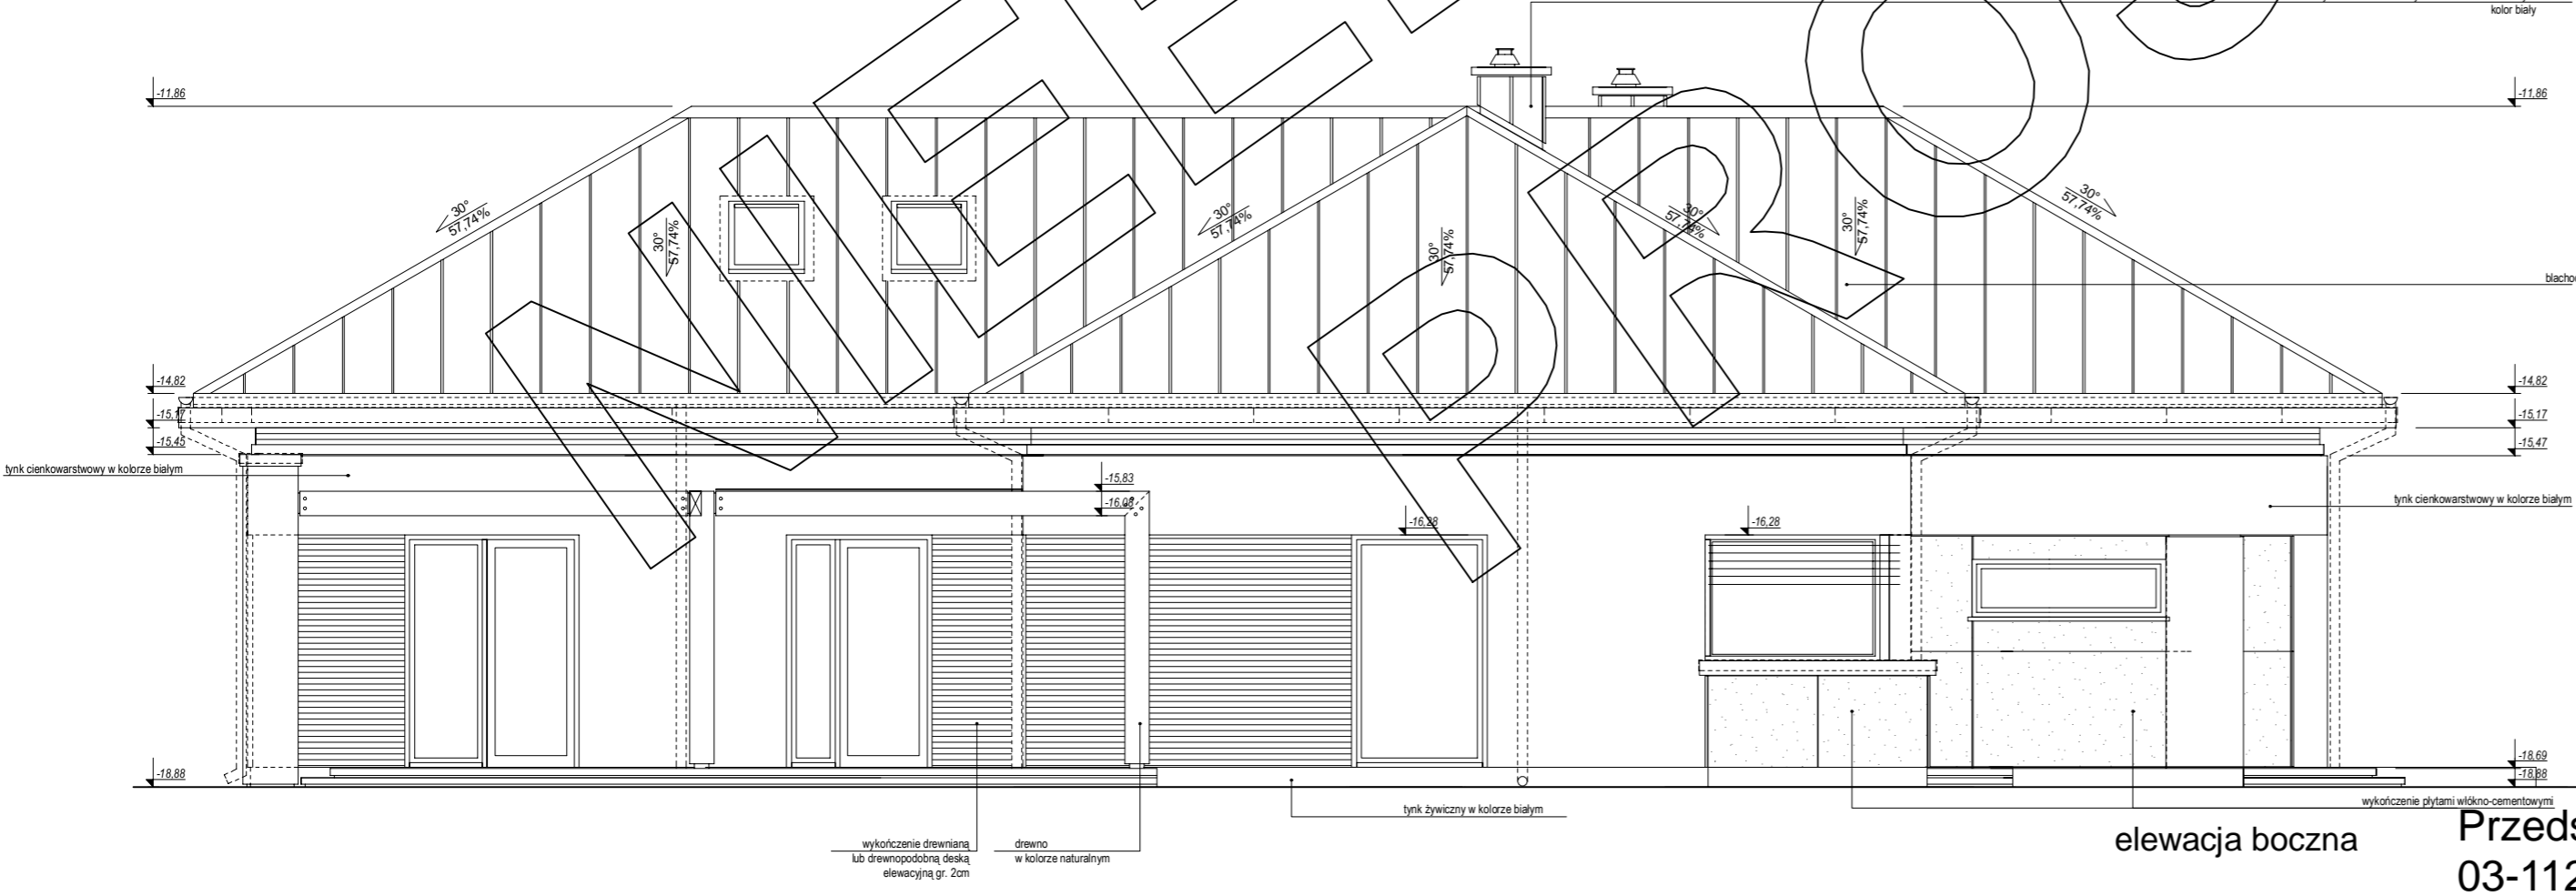 kolor biały
-11,86
-11,86
30°
57,74%
30°
57,74%
30°
57,74%
30°
57,74%
30°
57,74%
30°
57,74%
30°
57,74%
-14,82
-14,82
-15,17
-15,17
-15,45
-15,47
tynk cienkowarstwowy w kolorze białym
-15,83
-16,08
tynk cienkowarstwowy w kolorze białym
-16,28
-16,28
-18,88
-18,69
-18,88
tynk żywiczny w kolorze białym
wykończenie płytami włókno-cementowymi
wykończenie drewnianą
lub drewnopodobną deską
elewacyjną gr. 2cm
drewno
w kolorze naturalnym
elewacja boczna
03-112